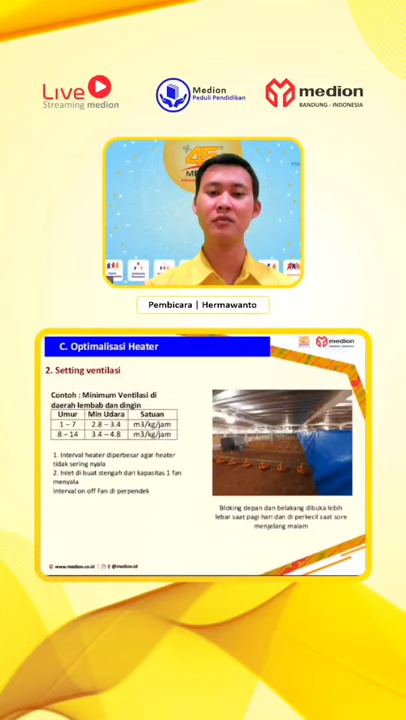 Live
Streaming medion
Medion
Peduli Pendidikan
medion
BANDUNG - INDONESIA
45
Pembicara | Hermawanto
C. Optimalisasi Heater
medion
2. Setting ventilasi
Contoh : Minimum Ventilasi di
daerah lembab dan dingin
Umur Min Udara Satuan
1 – 7 2.8 – 3.4 m3/kg/jam
8 – 14 3.4 – 4.8 m3/kg/jam
1. Interval heater diperbesar agar heater
tidak sering nyala
2. Inlet di buat stengah dari kapasitas 1 fan
menyala
Interval on off Fan di perpendek
Bloking depan dan belakang dibuka lebih
lebar saat pagi hari dan di perkecil saat sore
menjelang malam
www.medion.co.id | @medion.id